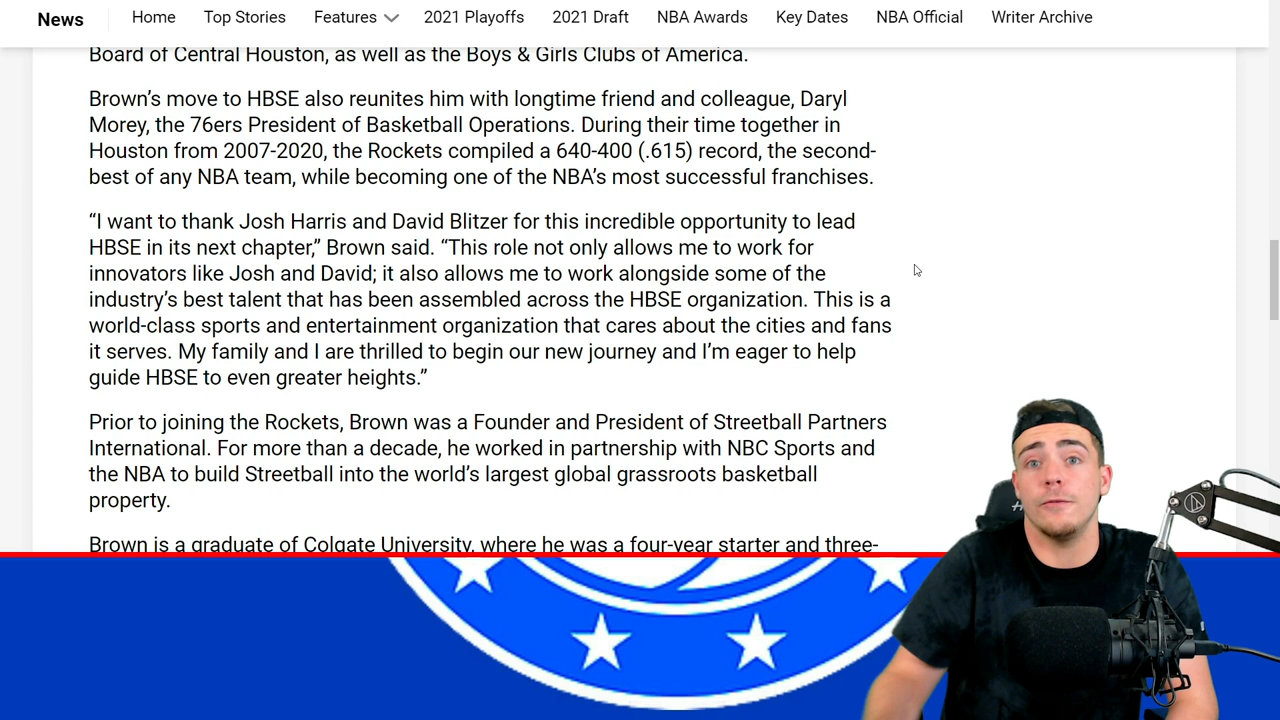 News
Home
Top Stories
Features
2021 Playoffs
2021 Draft
NBA Awards
Key Dates
NBA Official
Writer Archive
Board of Central Houston, as well as the Boys & Girls Clubs of America.
Brown’s move to HBSE also reunites him with longtime friend and colleague, Daryl
Morey, the 76ers President of Basketball Operations. During their time together in
Houston from 2007-2020, the Rockets compiled a 640-400 (.615) record, the second-
best of any NBA team, while becoming one of the NBA’s most successful franchises.
“I want to thank Josh Harris and David Blitzer for this incredible opportunity to lead
HBSE in its next chapter,” Brown said. “This role not only allows me to work for
innovators like Josh and David; it also allows me to work alongside some of the
industry’s best talent that has been assembled across the HBSE organization. This is a
world-class sports and entertainment organization that cares about the cities and fans
it serves. My family and I are thrilled to begin our new journey and I’m eager to help
guide HBSE to even greater heights.”
Prior to joining the Rockets, Brown was a Founder and President of Streetball Partners
International. For more than a decade, he worked in partnership with NBC Sports and
the NBA to build Streetball into the world’s largest global grassroots basketball
property.
Brown is a graduate of Colgate University, where he was a four-year starter and three-